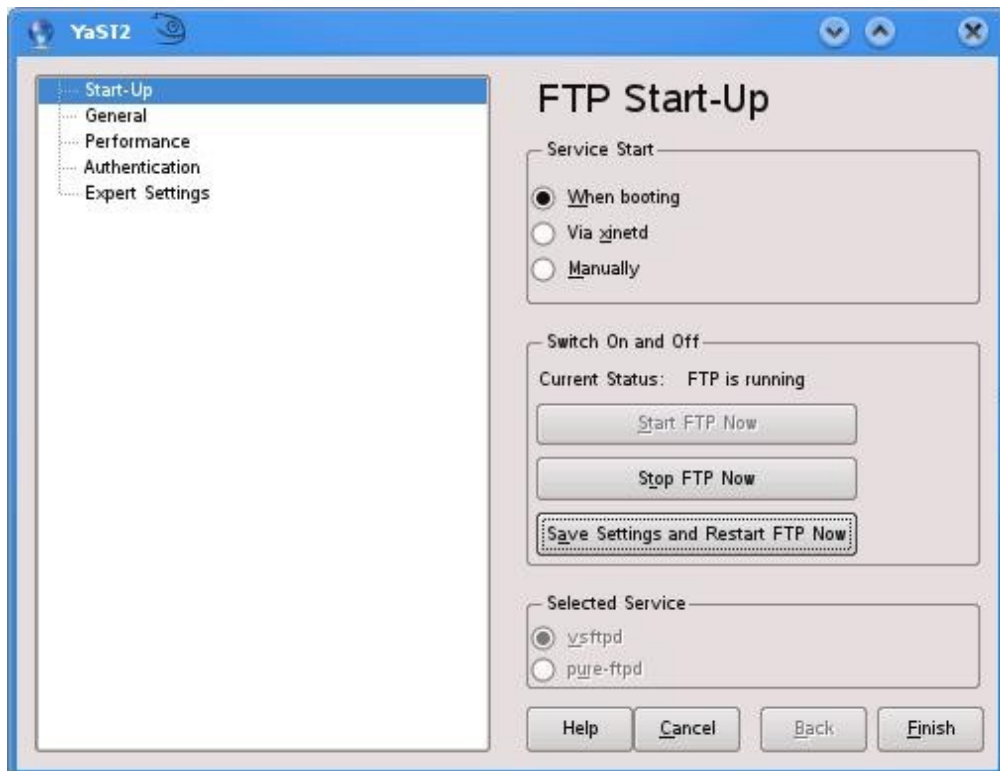 YaST2
Start-Up
General
Performance
Authentication
Expert Settings
FTP Start-Up
Service Start
When booting
Via xinetd
Manually
Switch On and Off
Current Status: FTP is running
Start FTP Now
Stop FTP Now
Save Settings and Restart FTP Now
Selected Service
vsftpd
pure-ftpd
Help Cancel Back Finish